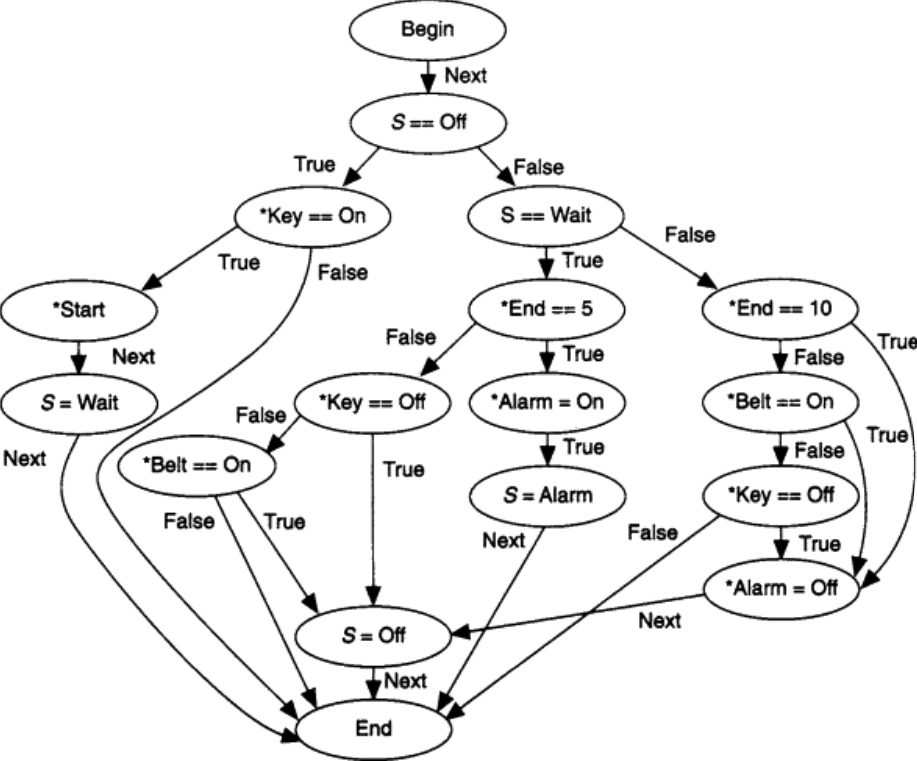 Begin
Next
S == Off
True
False
*Key == On
S == Wait
True
False
True
False
*Start
*End == 5
*End == 10
Next
False
True
False
True
S = Wait
*Key == Off
*Alarm = On
*Belt == On
False
True
False
True
Next
*Belt == On
True
S = Alarm
*Key == Off
False
True
Next
False
True
*Alarm = Off
S = Off
Next
Next
End